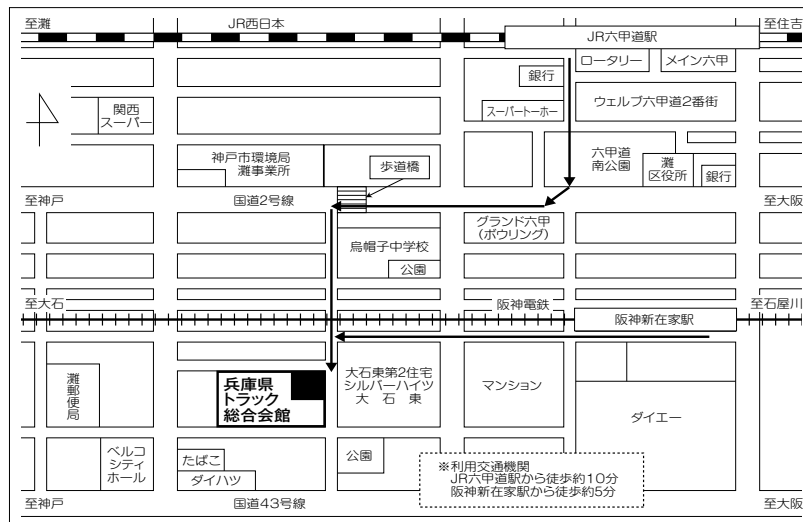 至灘
JR西日本
JR六甲道駅
至住吉
ロータリー
メイン六甲
銀行
関西
スーパー
スーパートーホー
ウェルブ六甲道2番街
神戸市環境局
灘事業所
歩道橋
六甲道
南公園
灘
区役所
銀行
至神戸
国道2号線
至大阪
グランド六甲
(ボウリング)
烏帽子中学校
公園
至大石
阪神電鉄
阪神新在家駅
至石屋川
灘郵便局
兵庫県
トラック
総合会館
大石東第2住宅
シルバーハイツ
大石東
マンション
ダイエー
ベルコ
シティ
ホール
たばこ
ダイハツ
公園
※利用交通機関
JR六甲道駅から徒歩約10分
阪神新在家駅から徒歩約5分
至神戸
国道43号線
至大阪